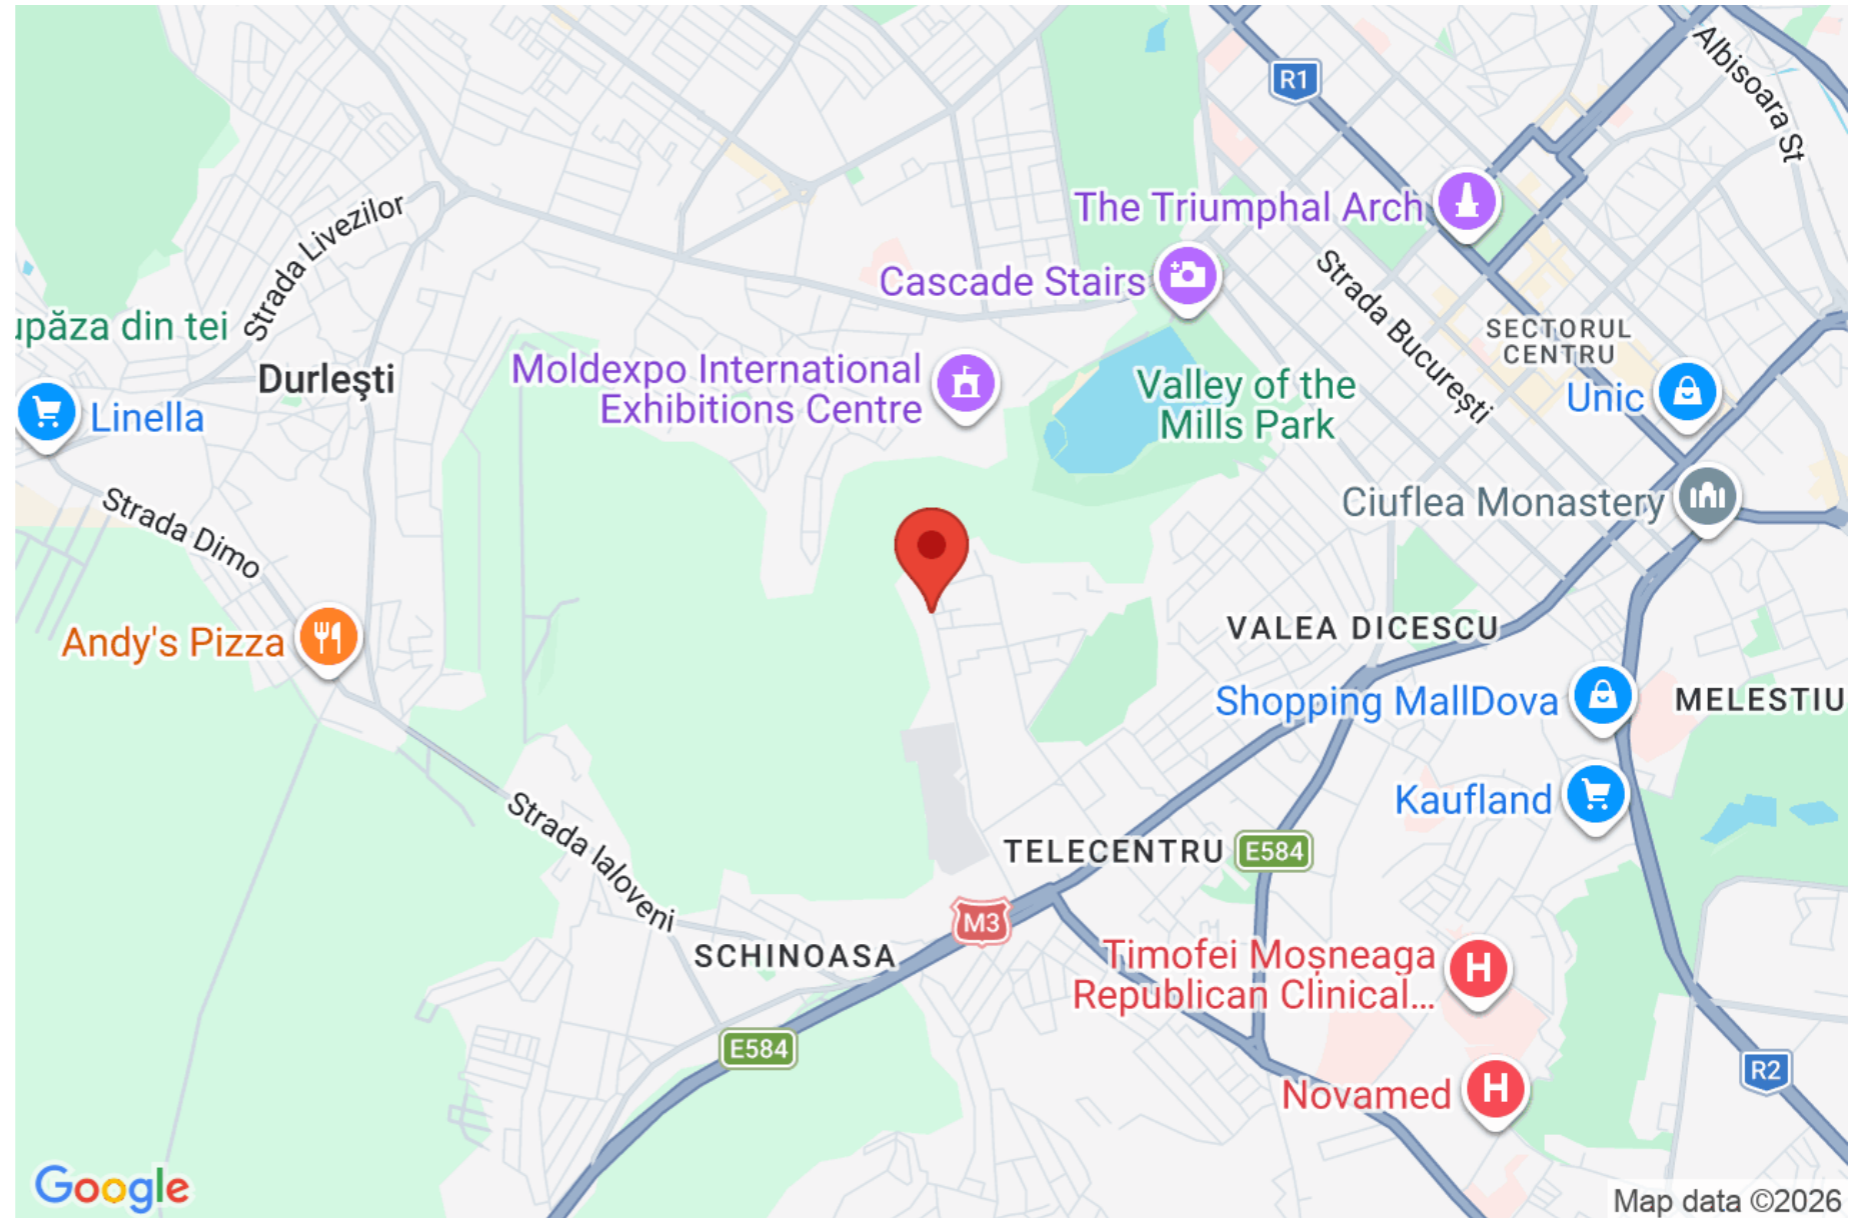 Albisoara St
R1
The Triumphal Arch
Strada Livezilor
Cascade Stairs
Strada București
upăza din tei
SECTORUL
CENTRU
Durleşti
Moldexpo International
Exhibitions Centre
Valley of the
Mills Park
Unic
Linella
Ciuflea Monastery
Strada Dimo
Andy's Pizza
VALEA DICESCU
Shopping MallDova
MELESTIU
Kaufland
Strada Ialoveni
TELECENTRU
E584
M3
SCHINOASA
Timofei Moșneaga
Republican Clinical...
E584
R2
Novamed
Google
Map data ©2026